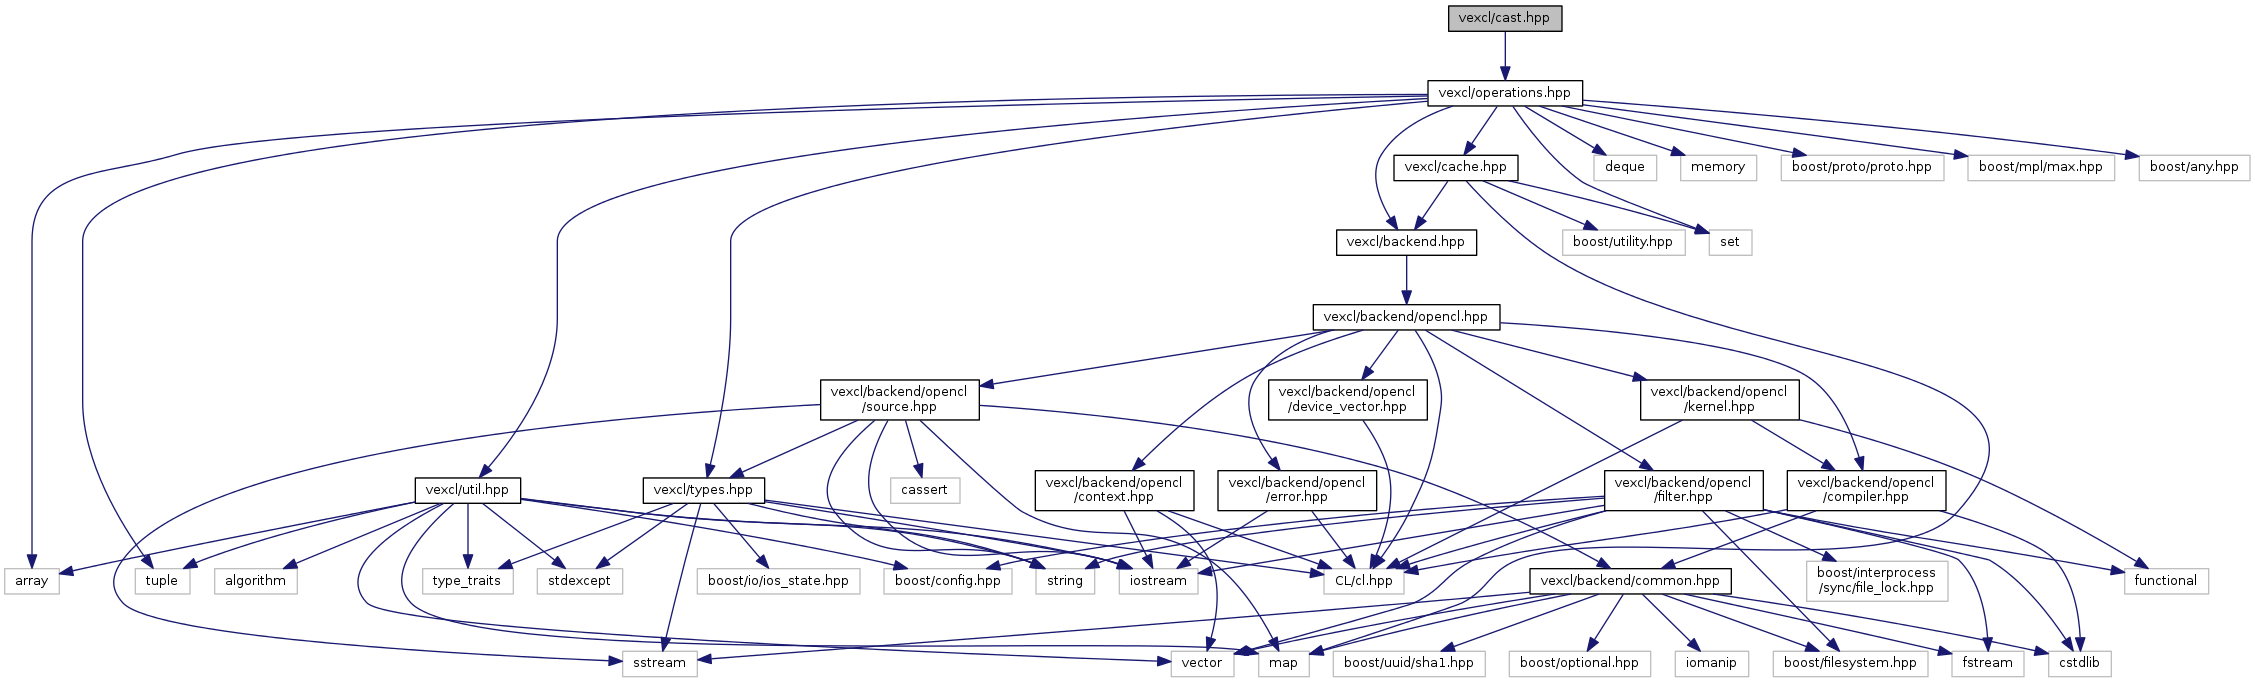 vexcl/cast.hpp
vexcl/operations.hpp
vexcl/cache.hpp
deque
memory
boost/proto/proto.hpp
boost/mpl/max.hpp
boost/any.hpp
vexcl/backend.hpp
boost/utility.hpp
set
vexcl/backend/opencl.hpp
vexcl/backend/opencl
/source.hpp
vexcl/backend/opencl
/device_vector.hpp
vexcl/backend/opencl
/kernel.hpp
vexcl/util.hpp
vexcl/types.hpp
cassert
vexcl/backend/opencl
/context.hpp
vexcl/backend/opencl
/error.hpp
vexcl/backend/opencl
/filter.hpp
vexcl/backend/opencl
/compiler.hpp
array
tuple
algorithm
type_traits
stdexcept
boost/io/ios_state.hpp
boost/config.hpp
string
iostream
CL/cl.hpp
vexcl/backend/common.hpp
boost/interprocess
/sync/file_lock.hpp
functional
sstream
vector
map
boost/uuid/sha1.hpp
boost/optional.hpp
iomanip
boost/filesystem.hpp
fstream
cstdlib